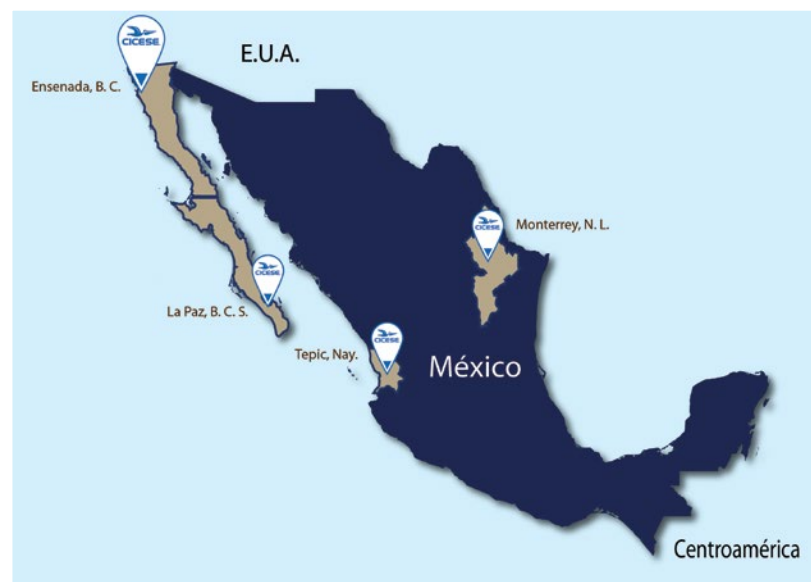 CICESE
E.U.A.
Ensenada, B. C.
CICESE
Monterrey, N. L.
CICESE
La Paz, B. C. S.
CICESE
Tepic, Nay.
México
Centroamérica